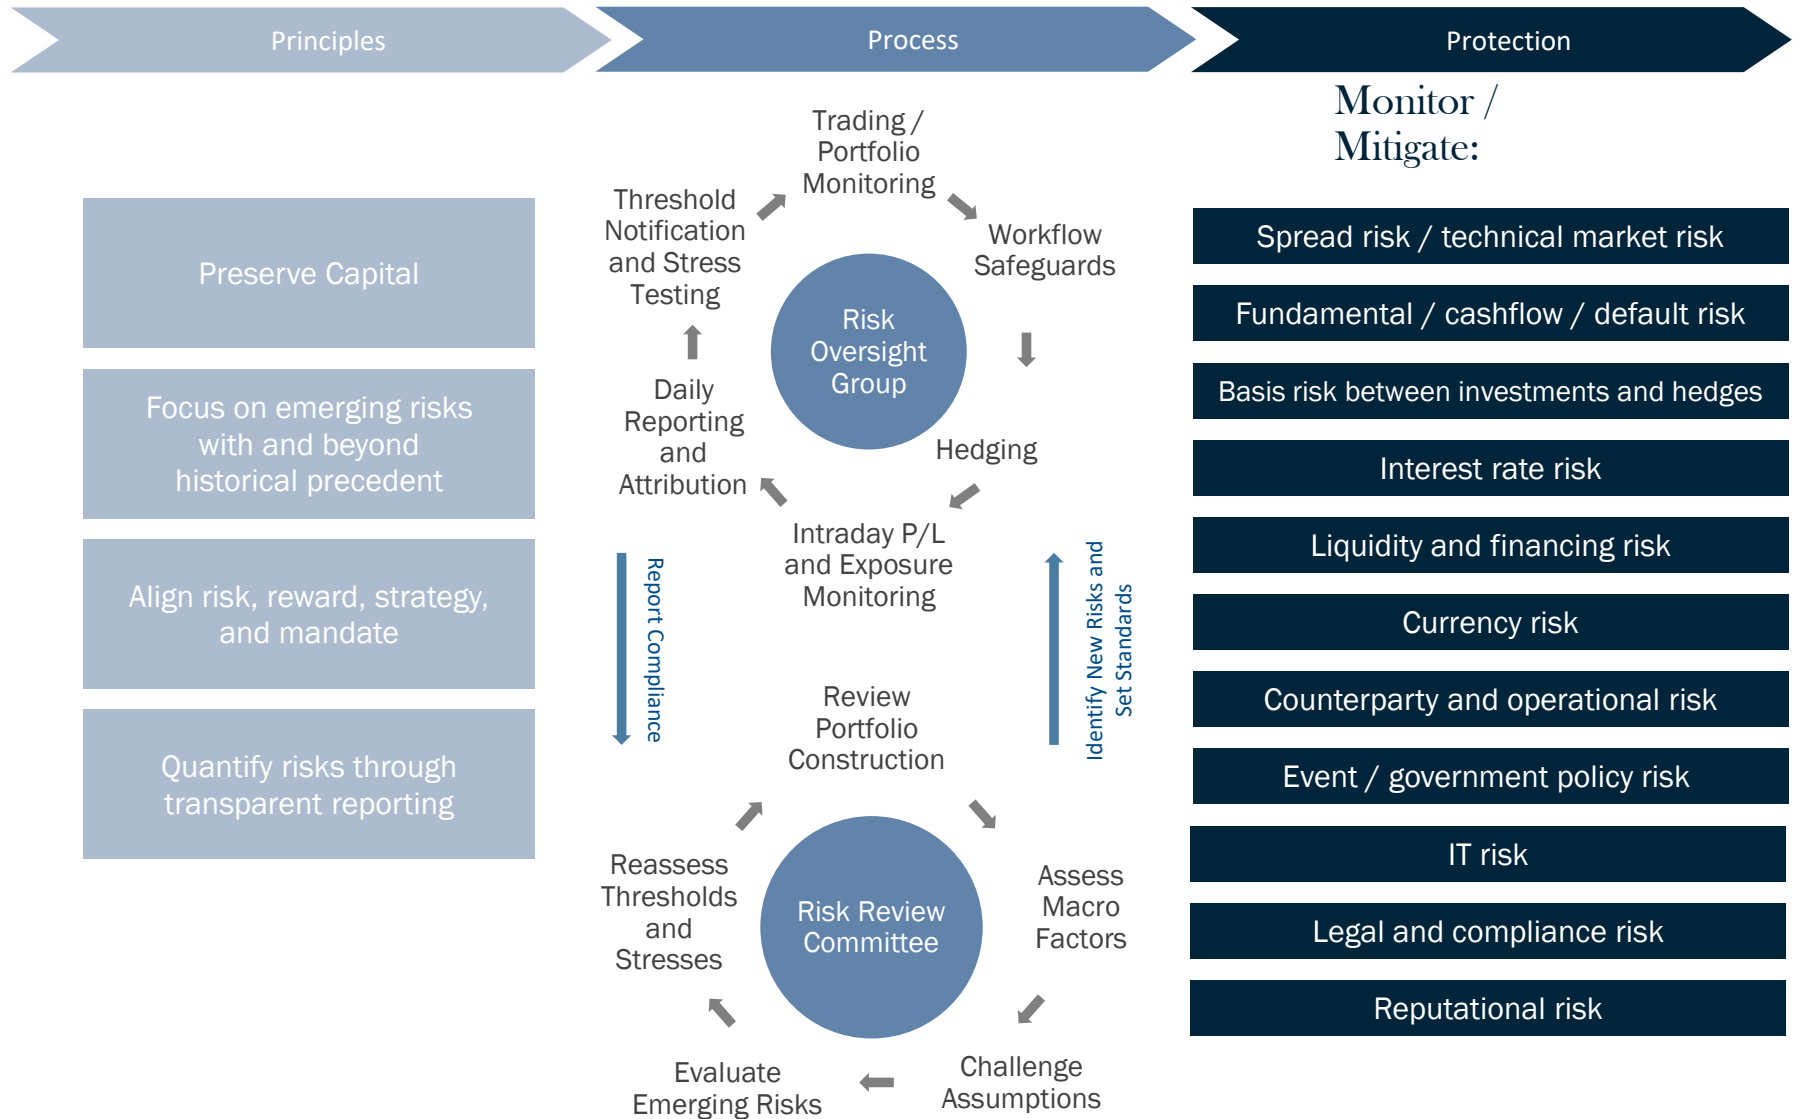 Principles
Process
Protection
Preserve Capital
Focus on emerging risks
with and beyond
historical precedent
Align risk, reward, strategy,
and mandate
Quantify risks through
transparent reporting
Trading /
Portfolio
Monitoring
Workflow
Safeguards
Hedging
Intraday P/L
and Exposure
Monitoring
Daily
Reporting
and
Attribution
Threshold
Notification
and Stress
Testing
Risk
Oversight
Group
Report Compliance
Identify New Risks and
Set Standards
Review
Portfolio
Construction
Assess
Macro
Factors
Challenge
Assumptions
Evaluate
Emerging Risks
Reassess
Thresholds
and
Stresses
Risk Review
Committee
Monitor /
Mitigate:
Spread risk / technical market risk
Fundamental / cashflow / default risk
Basis risk between investments and hedges
Interest rate risk
Liquidity and financing risk
Currency risk
Counterparty and operational risk
Event / government policy risk
IT risk
Legal and compliance risk
Reputational risk